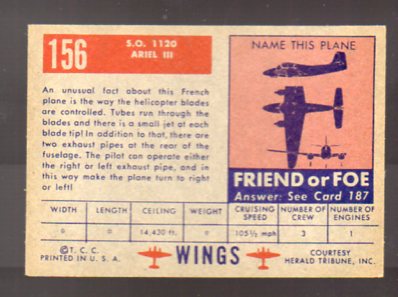 156
S.O. 1120
ARIEL III
An unusual fact about this French
plane is the way the helicopter blades
are controlled. Tubes run through the
blades and there is a small jet at each
blade tip! In addition to that, there are
two exhaust pipes at the rear of the
fuselage. The pilot can operate either
the right or left exhaust pipe, and in
this way make the plane turn to right
or left!
NAME THIS PLANE
FRIEND or FOE
Answer: See Card 187
WIDTH LENGTH CEILING WEIGHT CRUISING SPEED NUMBER OF CREW NUMBER OF ENGINES
0 0 14,430 ft. 0 105½ mph 3 1
©T. C. C.
PRINTED IN U. S. A.
WINGS
COURTESY
HERALD TRIBUNE, INC.